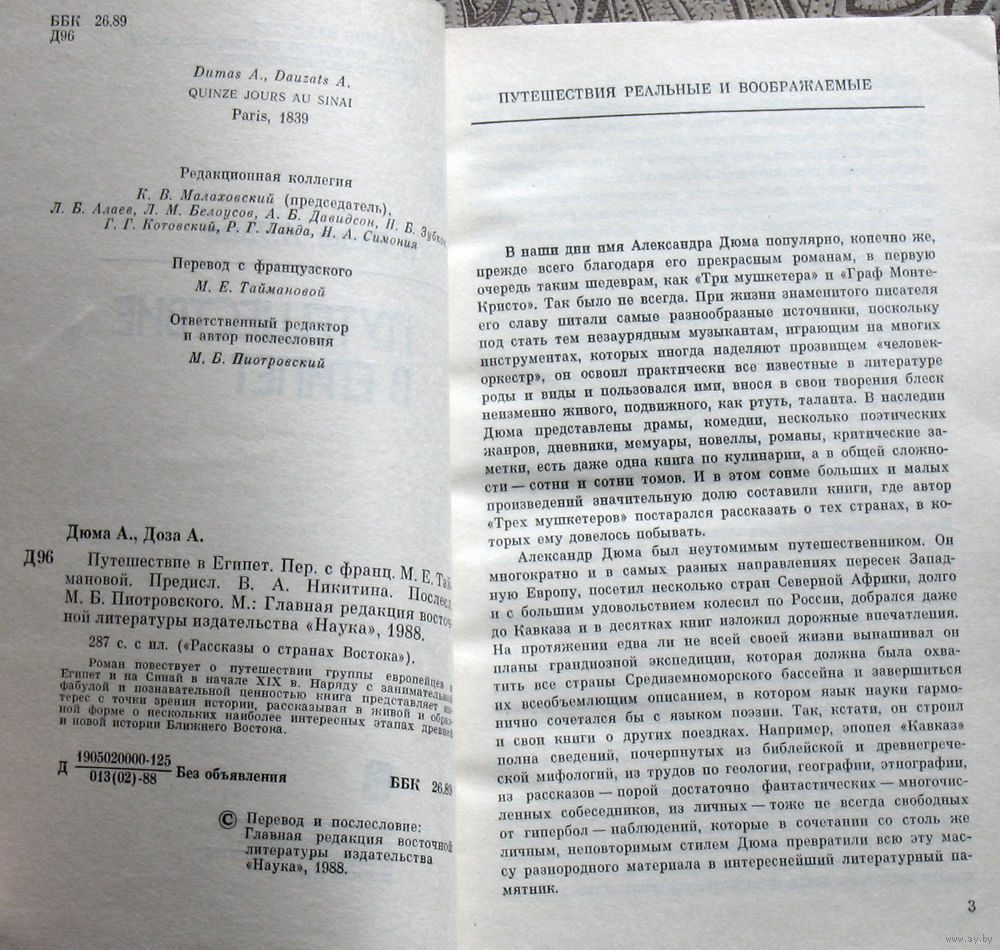 ББК 26.89
Д96
Dumas A., Dauzats A.
QUINZE JOURS AU SINAI
Paris, 1839
Редакционная коллегия
К. В. Малаховский (председатель),
Л. Б. Алаев, Л. М. Белоусов, А. Б. Давидсон, Н. Б. Зубков,
Г. Г. Котовский, Р. Г. Ланда, Н. А. Симония
Перевод с французского
М. Е. Таймановой
Ответственный редактор
и автор послесловия
М. Б. Пиотровский
Дюма А., Доза А.
Д96 Путешествие в Египет. Пер. с франц. М. Е. Тай-
мановой. Предисл. В. А. Никитина. Послесл.
М. Б. Пиотровского. М.: Главная редакция восточ-
ной литературы издательства «Наука», 1988.
287 с. с ил. («Рассказы о странах Востока»).
Роман повествует о путешествии группы европейцев в
Египет и на Синай в начале XIX в. Наряду с занимательной
фабулой и познавательной ценностью книга представляет ин-
терес с точки зрения истории, рассказывая в живой и образ-
ной форме о нескольких наиболее интересных этапах древней
и новой истории Ближнего Востока.
Д 1905020000-125
013(02)-88 Без объявления
ББК 26.89
© Перевод и послесловие:
Главная редакция восточной
литературы издательства
«Наука», 1988.
ПУТЕШЕСТВИЯ РЕАЛЬНЫЕ И ВООБРАЖАЕМЫЕ
В наши дни имя Александра Дюма популярно, конечно же,
прежде всего благодаря его прекрасным романам, в первую
очередь таким шедеврам, как «Три мушкетера» и «Граф Монте-
Кристо». Так было не всегда. При жизни знаменитого писателя
его славу питали самые разнообразные источники, поскольку
под стать тем незаурядным музыкантам, играющим на многих
инструментах, которых иногда наделяют прозвищем «человек-
оркестр», он освоил практически все известные в литературе
роды и виды и пользовался ими, внося в свои творения блеск
неизменно живого, подвижного, как ртуть, таланта. В наследии
Дюма представлены драмы, комедии, несколько поэтических
жанров, дневники, мемуары, новеллы, романы, критические за-
метки, есть даже одна книга по кулинарии, а в общей сложно-
сти — сотни и сотни томов. И в этом сонме больших и малых
произведений значительную долю составили книги, где автор
«Трех мушкетеров» постарался рассказать о тех странах, в ко-
торых ему довелось побывать.
Александр Дюма был неутомимым путешественником. Он
многократно и в самых разных направлениях пересек Запад-
ную Европу, посетил несколько стран Северной Африки, долго
и с большим удовольствием колесил по России, добрался даже
до Кавказа и в десятках книг изложил дорожные впечатления.
На протяжении едва ли не всей своей жизни вынашивал он
планы грандиозной экспедиции, которая должна была охва-
тить все страны Средиземноморского бассейна и завершиться
их всеобъемлющим описанием, в котором язык науки гармо-
нично сочетался бы с языком поэзии. Так, кстати, он строил
и свои книги о других поездках. Например, эпопея «Кавказ»
полна сведений, почерпнутых из библейской и древнегрече-
ской мифологий, из трудов по геологии, географии, этнографии,
из рассказов — порой достаточно фантастических — многочис-
ленных собеседников, из личных — тоже не всегда свободных
от гипербол — наблюдений, которые в сочетании со столь же
личным, неповторимым стилем Дюма превратили всю эту мас-
су разнородного материала в интереснейший литературный па-
мятник.
3
www.ay.by